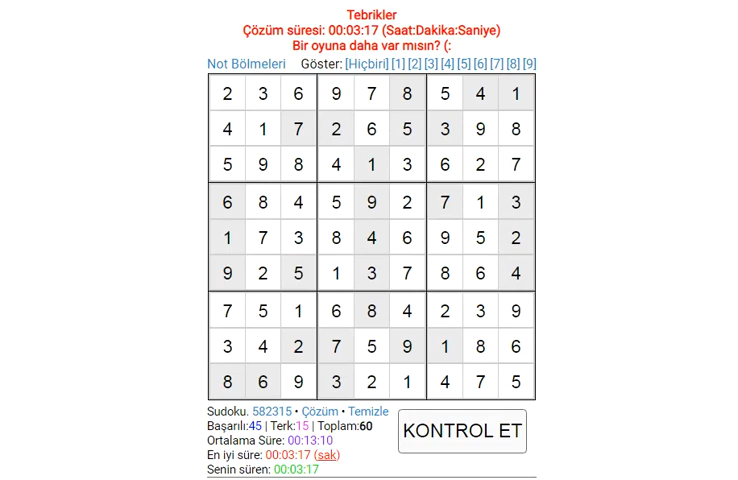 Tebrikler
Çözüm süresi: 00:03:17 (Saat:Dakika:Saniye)
Bir oyuna daha var mısın? (:
Not Bölmeleri Göster: [Hiçbiri] [1] [2] [3] [4] [5] [6] [7] [8] [9]
2 3 6 9 7 8 5 4 1
4 1 7 2 6 5 3 9 8
5 9 8 4 1 3 6 2 7
6 8 4 5 9 2 7 1 3
1 7 3 8 4 6 9 5 2
9 2 5 1 3 7 8 6 4
7 5 1 6 8 4 2 3 9
3 4 2 7 5 9 1 8 6
8 6 9 3 2 1 4 7 5
Sudoku. 582315 • Çözüm • Temizle
Başarılı:45 | Terk:15 | Toplam:60
Ortalama Süre: 00:13:10
En iyi süre: 00:03:17 (sak)
Senin süren: 00:03:17
KONTROL ET